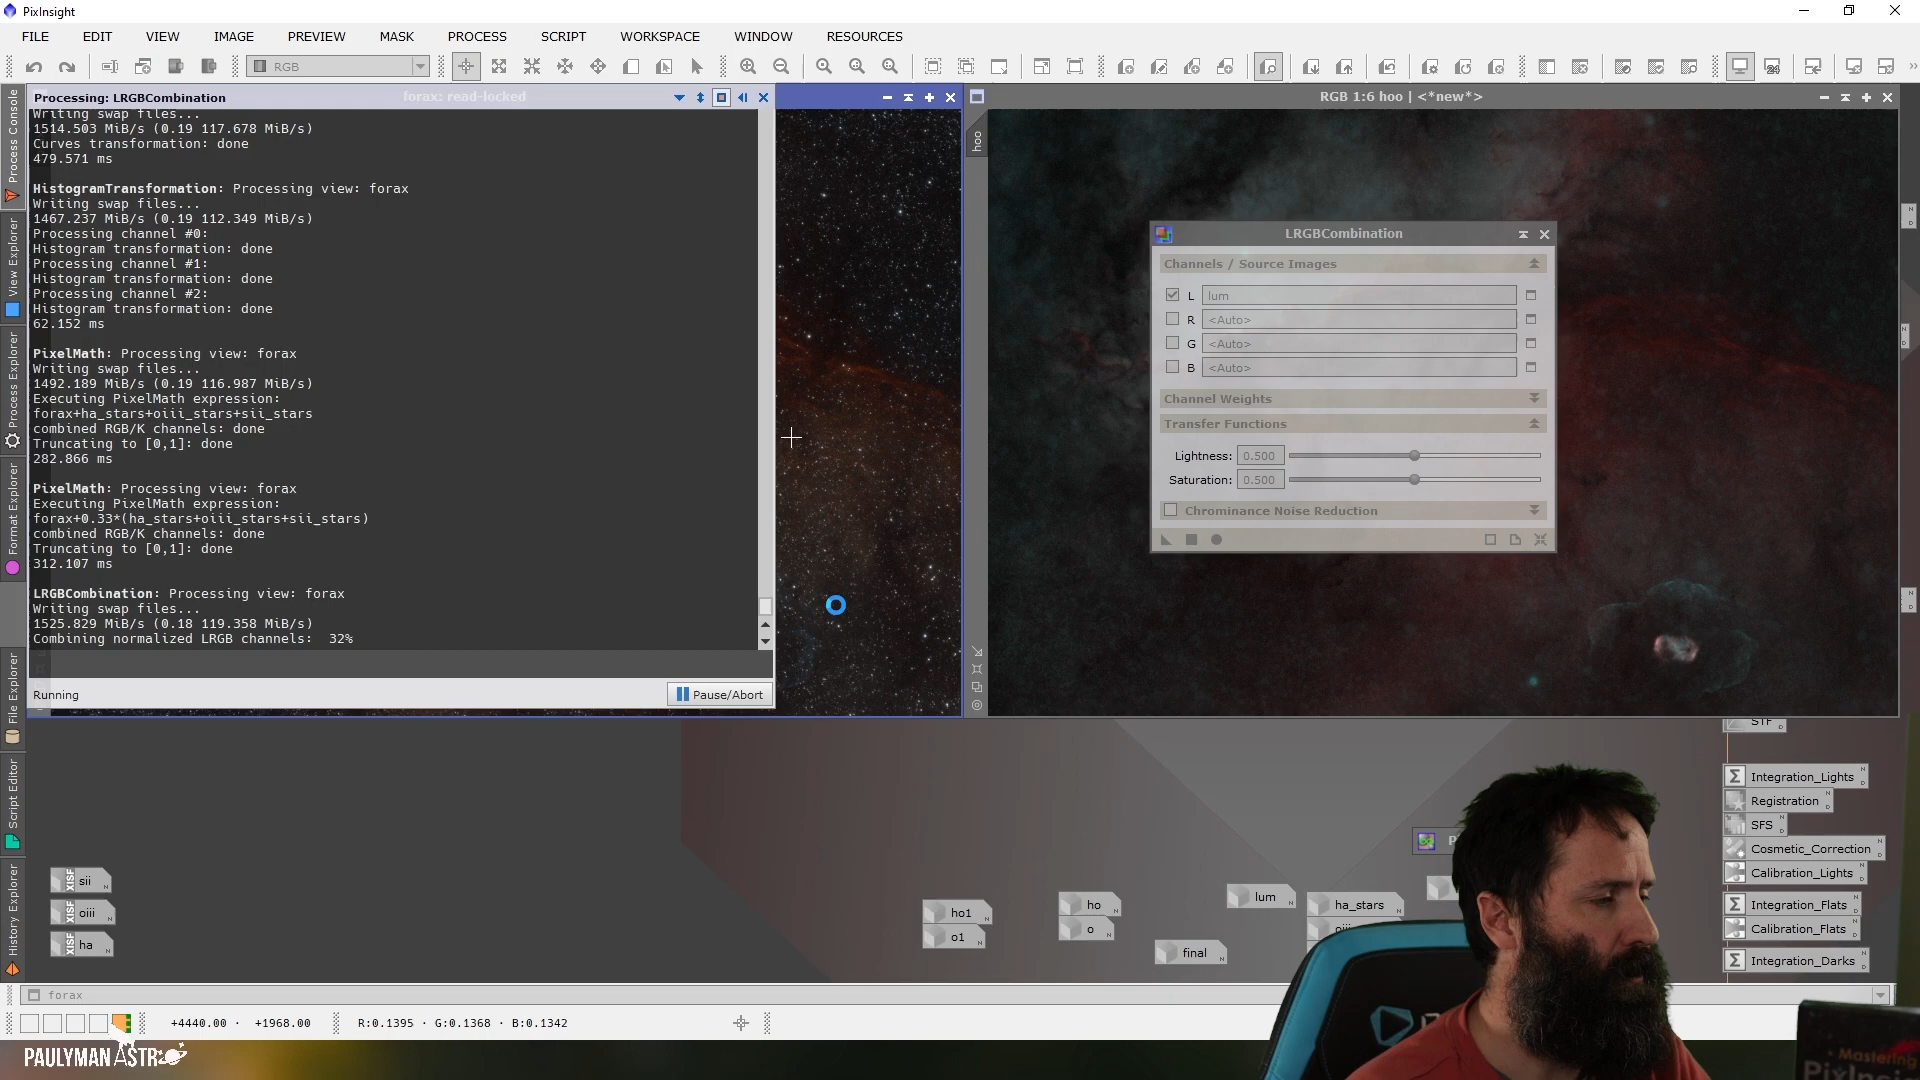 PixInsight
FILE EDIT VIEW IMAGE PREVIEW MASK PROCESS SCRIPT WORKSPACE WINDOW RESOURCES
RGB
Processing: LRGBCombination
forax: read-locked
RGB 1:6 hoo | <*new*>
Writing swap files...
1514.503 MiB/s (0.19 117.678 MiB/s)
Curves transformation: done
479.571 ms
HistogramTransformation: Processing view: forax
Writing swap files...
1467.237 MiB/s (0.19 112.349 MiB/s)
Processing channel #0:
Histogram transformation: done
Processing channel #1:
Histogram transformation: done
Processing channel #2:
Histogram transformation: done
62.152 ms
PixelMath: Processing view: forax
Writing swap files...
1492.189 MiB/s (0.19 116.987 MiB/s)
Executing PixelMath expression:
forax+ha_stars+oiii_stars+sii_stars
combined RGB/K channels: done
Truncating to [0,1]: done
282.866 ms
PixelMath: Processing view: forax
Executing PixelMath expression:
forax+0.33*(ha_stars+oiii_stars+sii_stars)
combined RGB/K channels: done
Truncating to [0,1]: done
312.107 ms
LRGBCombination: Processing view: forax
Writing swap files...
1525.829 MiB/s (0.18 119.358 MiB/s)
Combining normalized LRGB channels: 32%
Running
Pause/Abort
Process Console
View Explorer
Process Explorer
Format Explorer
File Explorer
Script Editor
History Explorer
hoo
LRGBCombination
Channels / Source Images
L lum
R <Auto>
G <Auto>
B <Auto>
Channel Weights
Transfer Functions
Lightness: 0.500
Saturation: 0.500
Chrominance Noise Reduction
STF
Integration_Lights
Registration
SFS
Cosmetic_Correction
Calibration_Lights
Integration_Flats
Calibration_Flats
Integration_Darks
sii
oiii
ha
ho1
o1
ho
o
final
lum
ha_stars
forax
+4440.00 · +1968.00
R:0.1395 · G:0.1368 · B:0.1342
PAULYMAN ASTRO
Mastering
PixInsight